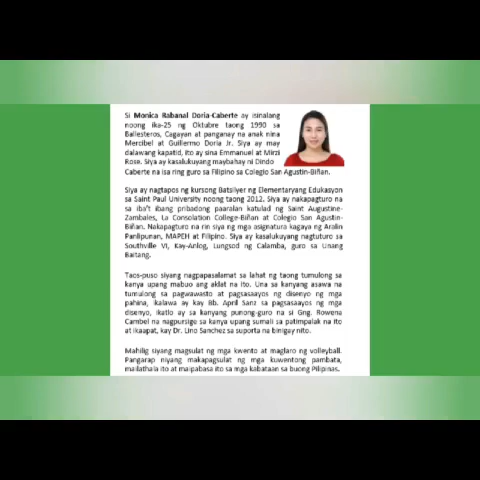 Si Monica Rabanal Doria-Caberte ay isinalang
noong ika-25 ng Oktubre taong 1990 sa
Ballesteros, Cagayan at panganay na anak nina
Mercibel at Guillermo Doria Jr. Siya ay may
dalawang kapatid, ito ay sina Emmanuel at Mirzi
Rose. Siya ay kasalukuyang maybahay ni Dindo
Caberte na isa ring guro sa Filipino sa Colegio San Agustin-Biñan.
Siya ay nagtapos ng kursong Batsilyer ng Elementaryang Edukasyon
sa Saint Paul University noong taong 2012. Siya ay nakapagturo na
sa iba't ibang pribadong paaralan katulad ng Saint Augustine-
Zambales, La Consolation College-Biñan at Colegio San Agustin-
Biñan. Nakapagturo na rin siya ng mga asignatura kagaya ng Aralin
Panlipunan, MAPEH at Filipino. Siya ay kasalukuyang nagtuturo sa
Southville VI, Kay-Anlog, Lungsod ng Calamba, guro sa Unang
Baitang.
Taos-puso siyang nagpapasalamat sa lahat ng taong tumulong sa
kanya upang mabuo ang aklat na ito. Una sa kanyang asawa na
tumulong sa pagwawasto at pagsasaayos ng disenyo ng mga
pahina, ikalawa ay kay Bb. April Sanz sa pagsasaayos ng mga
disenyo, ikatlo ay sa kanyang punong-guro na si Gng. Rowena
Cambel na nagpursigo sa kanya upang sumali sa patimpalak na ito
at ikaapat, kay Dr. Lino Sanchez sa suporta na binigay nito.
Mahilig siyang magsulat ng mga kwento at maglaro ng volleyball.
Pangarap niyang makapagsulat ng mga kuwentong pambata,
mailathala ito at maipabasa ito sa mga kabataan sa buong Pilipinas.